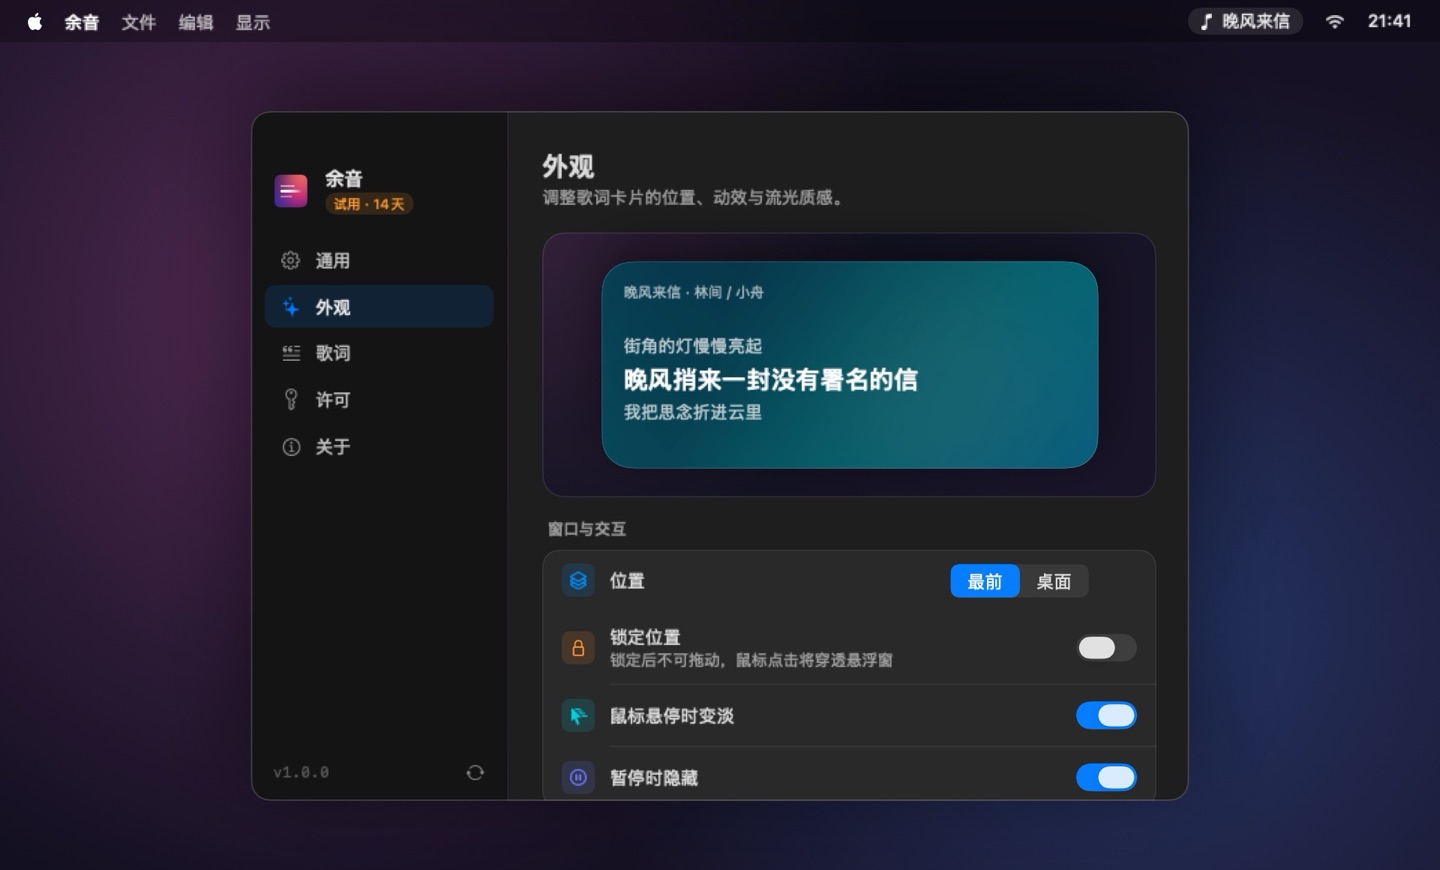 余音 文件 编辑 显示 晚风来信 21:41
余音
试用 · 14天
通用
外观
歌词
许可
关于
v1.0.0
外观
调整歌词卡片的位置、动效与流光质感。
晚风来信 · 林间 / 小舟
街角的灯慢慢亮起
晚风捎来一封没有署名的信
我把思念折进云里
窗口与交互
位置 最前 桌面
锁定位置
锁定后不可拖动，鼠标点击将穿透悬浮窗
鼠标悬停时变淡
暂停时隐藏